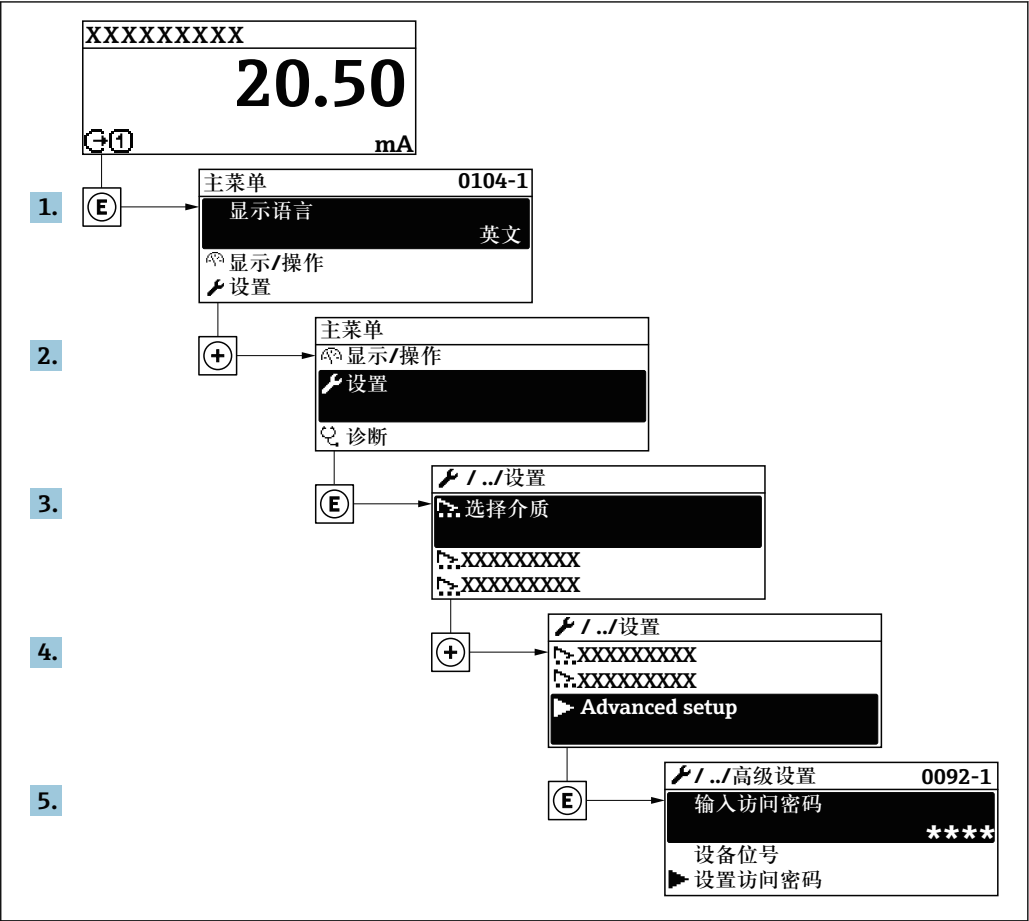 XXXXXXXXX
20.50
1 mA
1. E 主菜单 0104-1
显示语言
英文
显示/操作
设置
2. + 主菜单
显示/操作
设置
诊断
3. E / ../设置
选择介质
XXXXXXXXX
XXXXXXXXX
4. + / ../设置
XXXXXXXXX
XXXXXXXXX
Advanced setup
5. E / ../高级设置 0092-1
输入访问密码
****
设备位号
设置访问密码